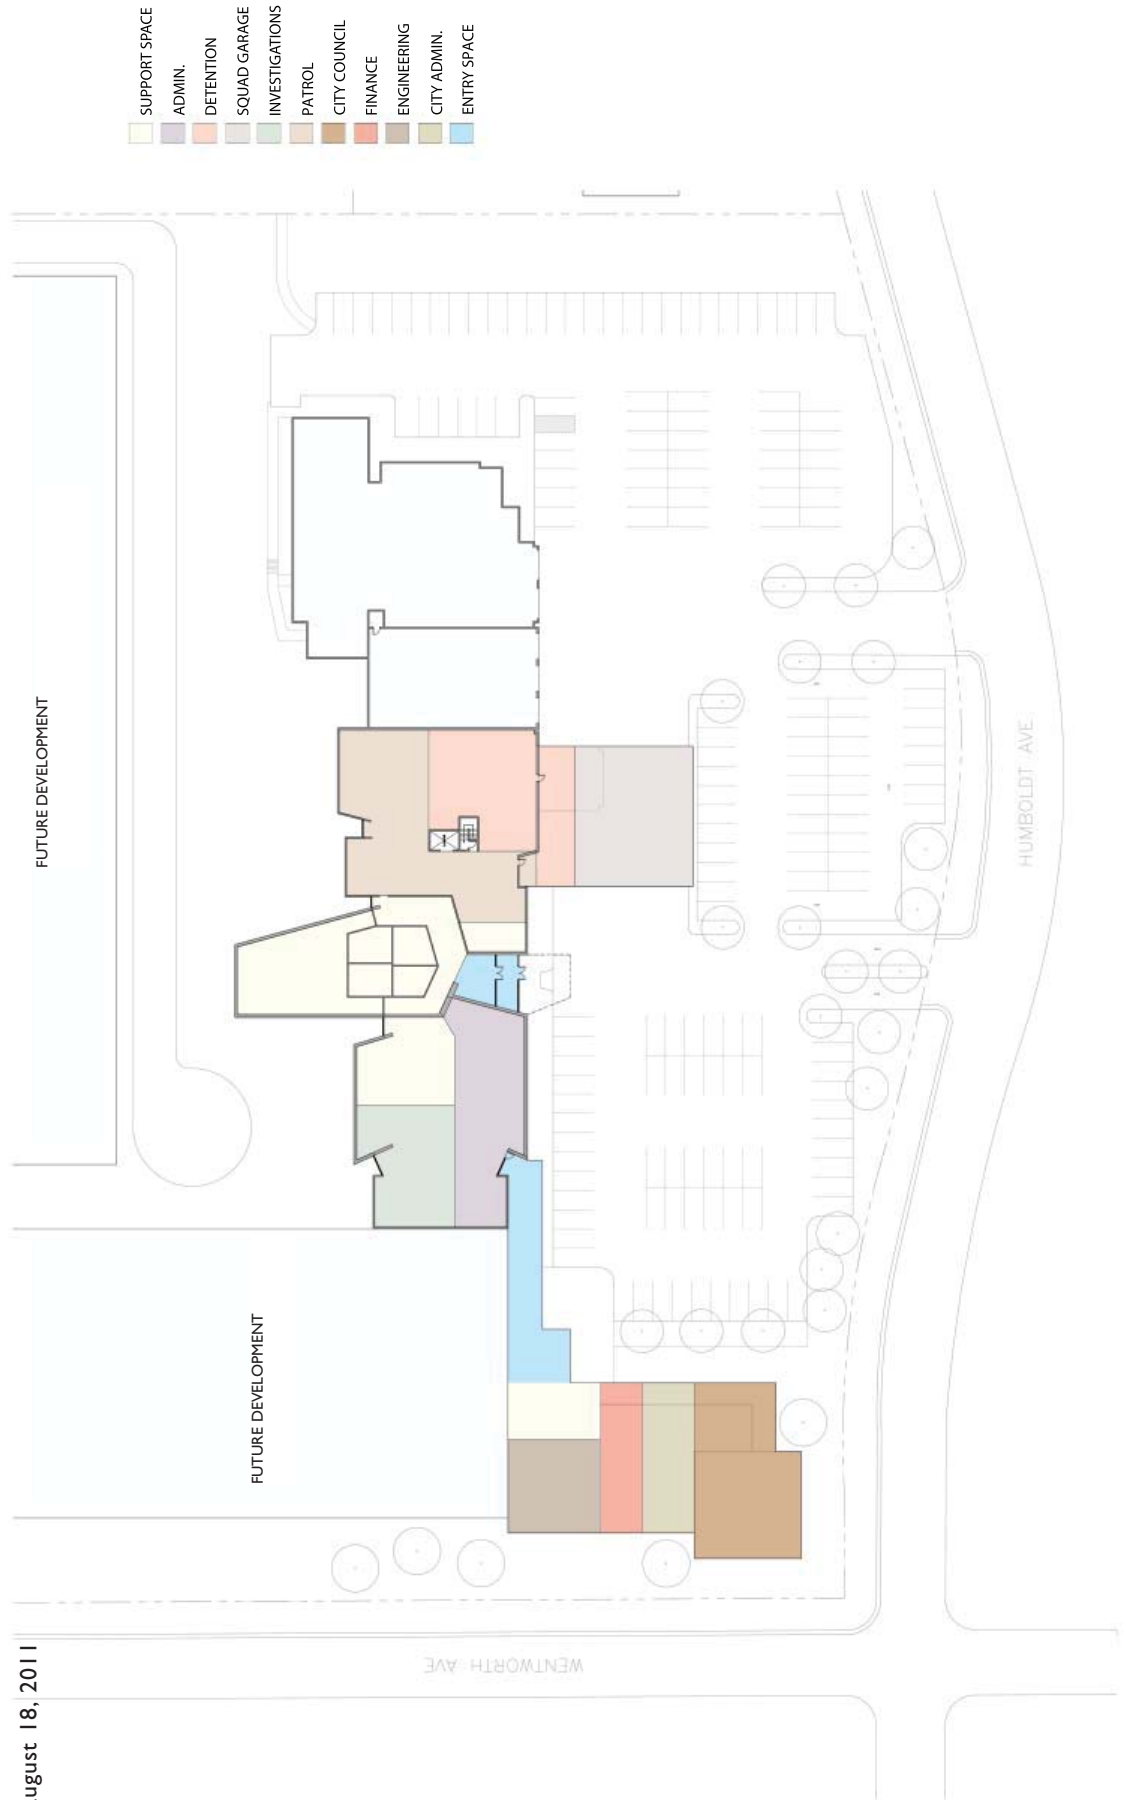 SUPPORT SPACE
ADMIN.
DETENTION
SQUAD GARAGE
INVESTIGATIONS
PATROL
CITY COUNCIL
FINANCE
ENGINEERING
CITY ADMIN.
ENTRY SPACE
FUTURE DEVELOPMENT
HUMBOLDT AVE
FUTURE DEVELOPMENT
WENTWORTH AVE
ugust 18, 2011